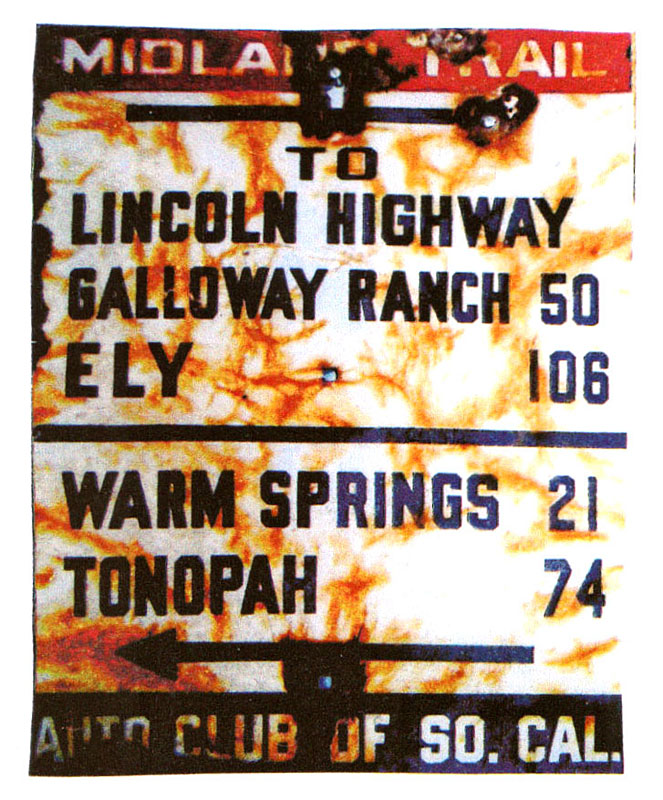 MIDLAND TRAIL
TO
LINCOLN HIGHWAY
GALLOWAY RANCH 50
ELY 106
WARM SPRINGS 21
TONOPAH 74
AUTO CLUB OF SO. CAL.